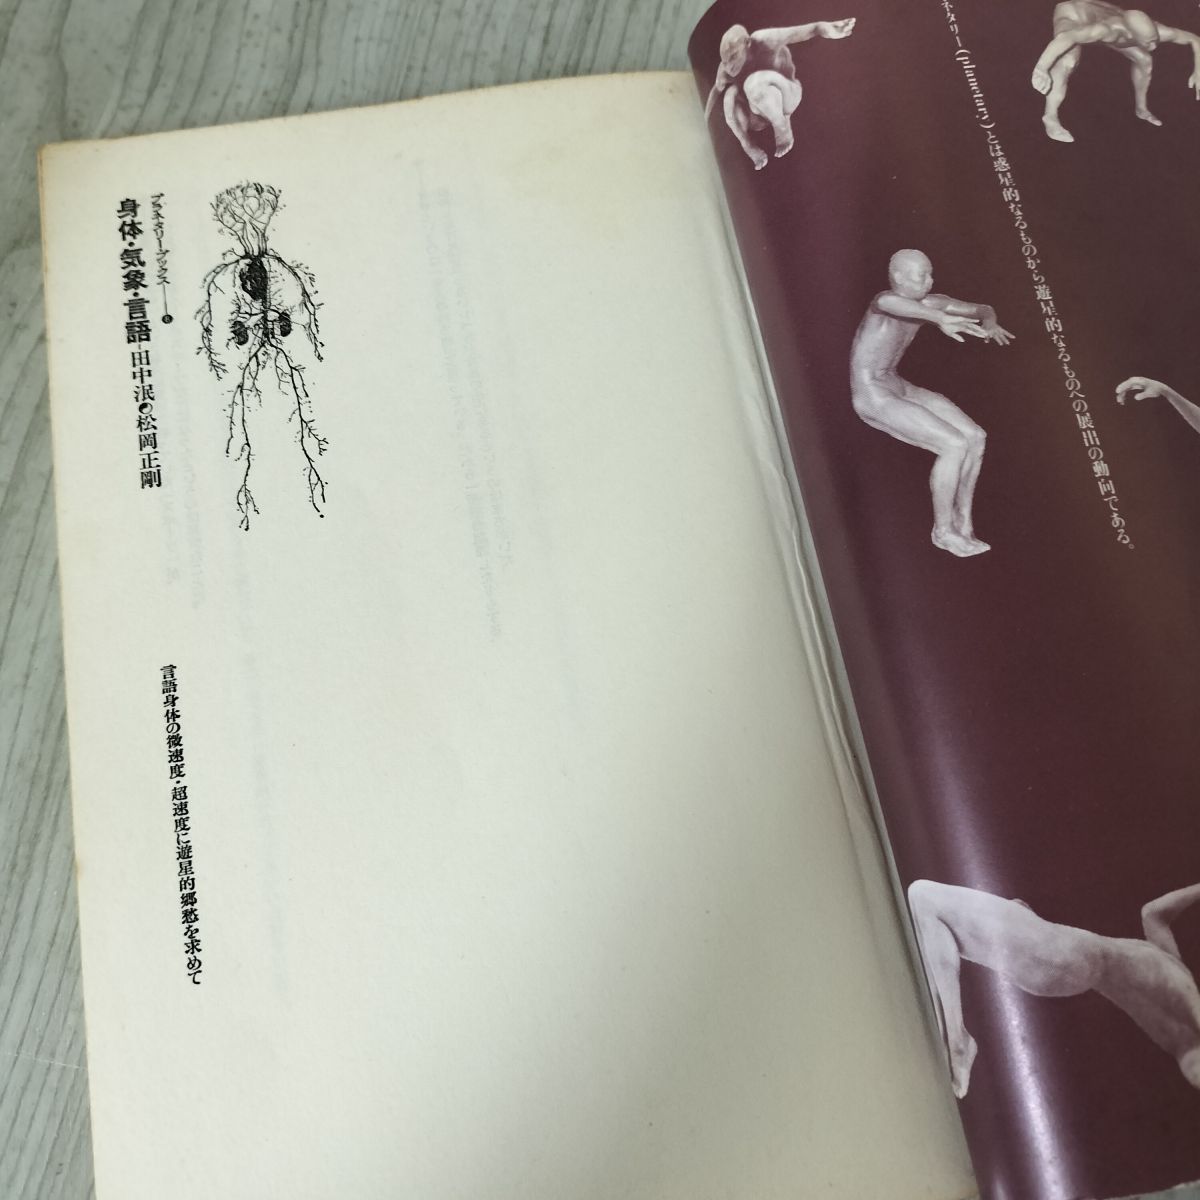 ネタリー(planetary)とは惑星的なるものから遊星的なるものへの展出の動向である。
プラネタリー・ブックス——
身体・気象・言語―田中泯●松岡正剛
言語身体の微速度・超速度に遊星的郷愁を求めて